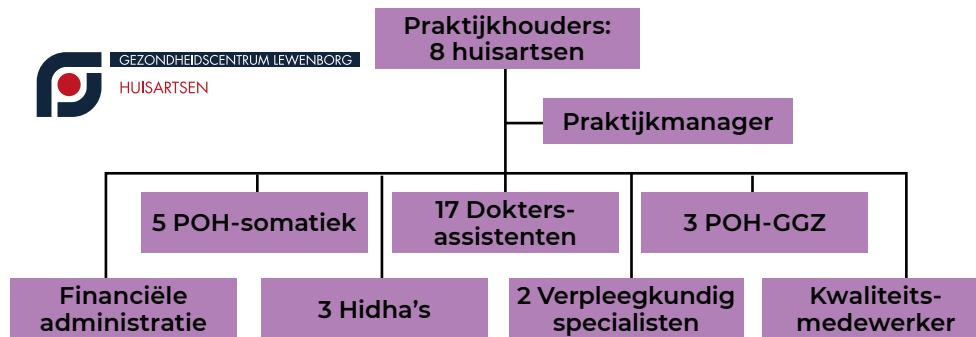 Praktijkhouders:
8 huisartsen
GEZONDHEIDSCENTRUM LEWENBORG
HUISARTSEN
Praktijkmanager
5 POH-somatiek
17 Dokters-
assistenten
3 POH-GGZ
Financiële
administratie
3 Hidha's
2 Verpleegkundig
specialisten
Kwaliteits-
medewerker